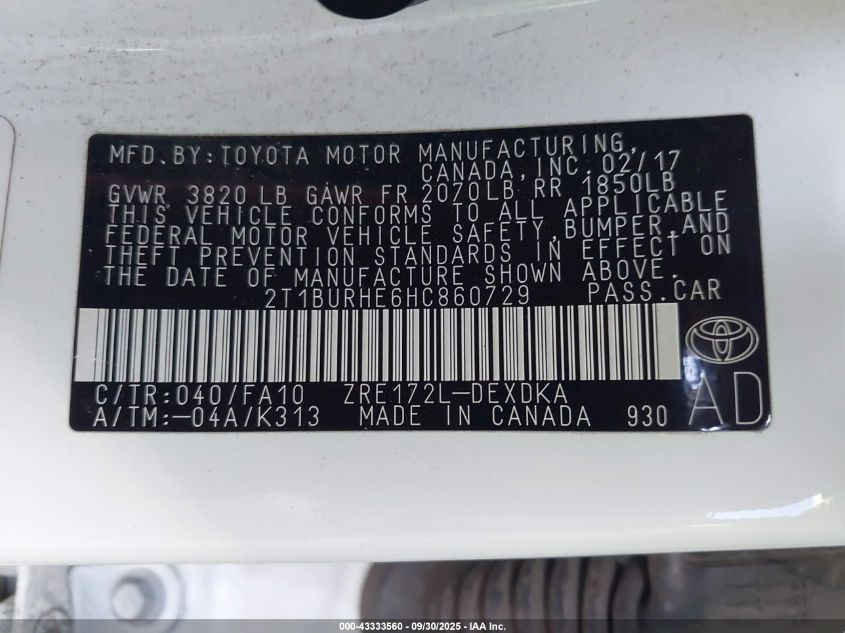 MFD.BY:TOYOTA MOTOR MANUFACTURING,
CANADA,INC. 02/17
GVWR 3820 LB GAWR FR 2070LB RR 1850LB
THIS VEHICLE CONFORMS TO ALL APPLICABLE
FEDERAL MOTOR VEHICLE SAFETY,BUMPER,AND
THEFT PREVENTION STANDARDS IN EFFECT ON
THE DATE OF MANUFACTURE SHOWN ABOVE.
2T1BURHE6HC860729 PASS.CAR
C/TR:040/FA10 ZRE172L-DEXDKA
A/TM:-04A/K313 MADE IN CANADA 930 AD
000-43333560 - 09/30/2025 - IAA Inc.